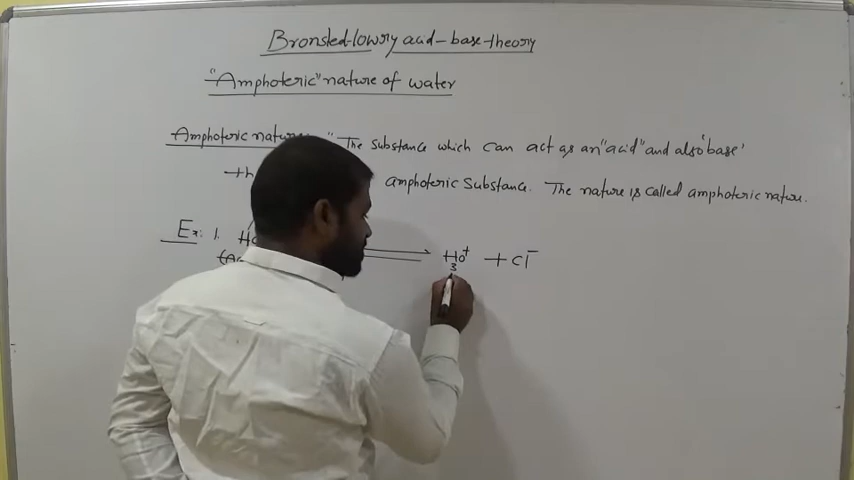 Bronsted-lowry acid-base-theory
"Amphoteric" nature of water
Amphoteric nature "The Substance which can act as an "acid" and also 'base'
amphoteric Substance. The nature is called amphoteric nature.
Ex: 1. H ⇌ H3O+ + Cl-